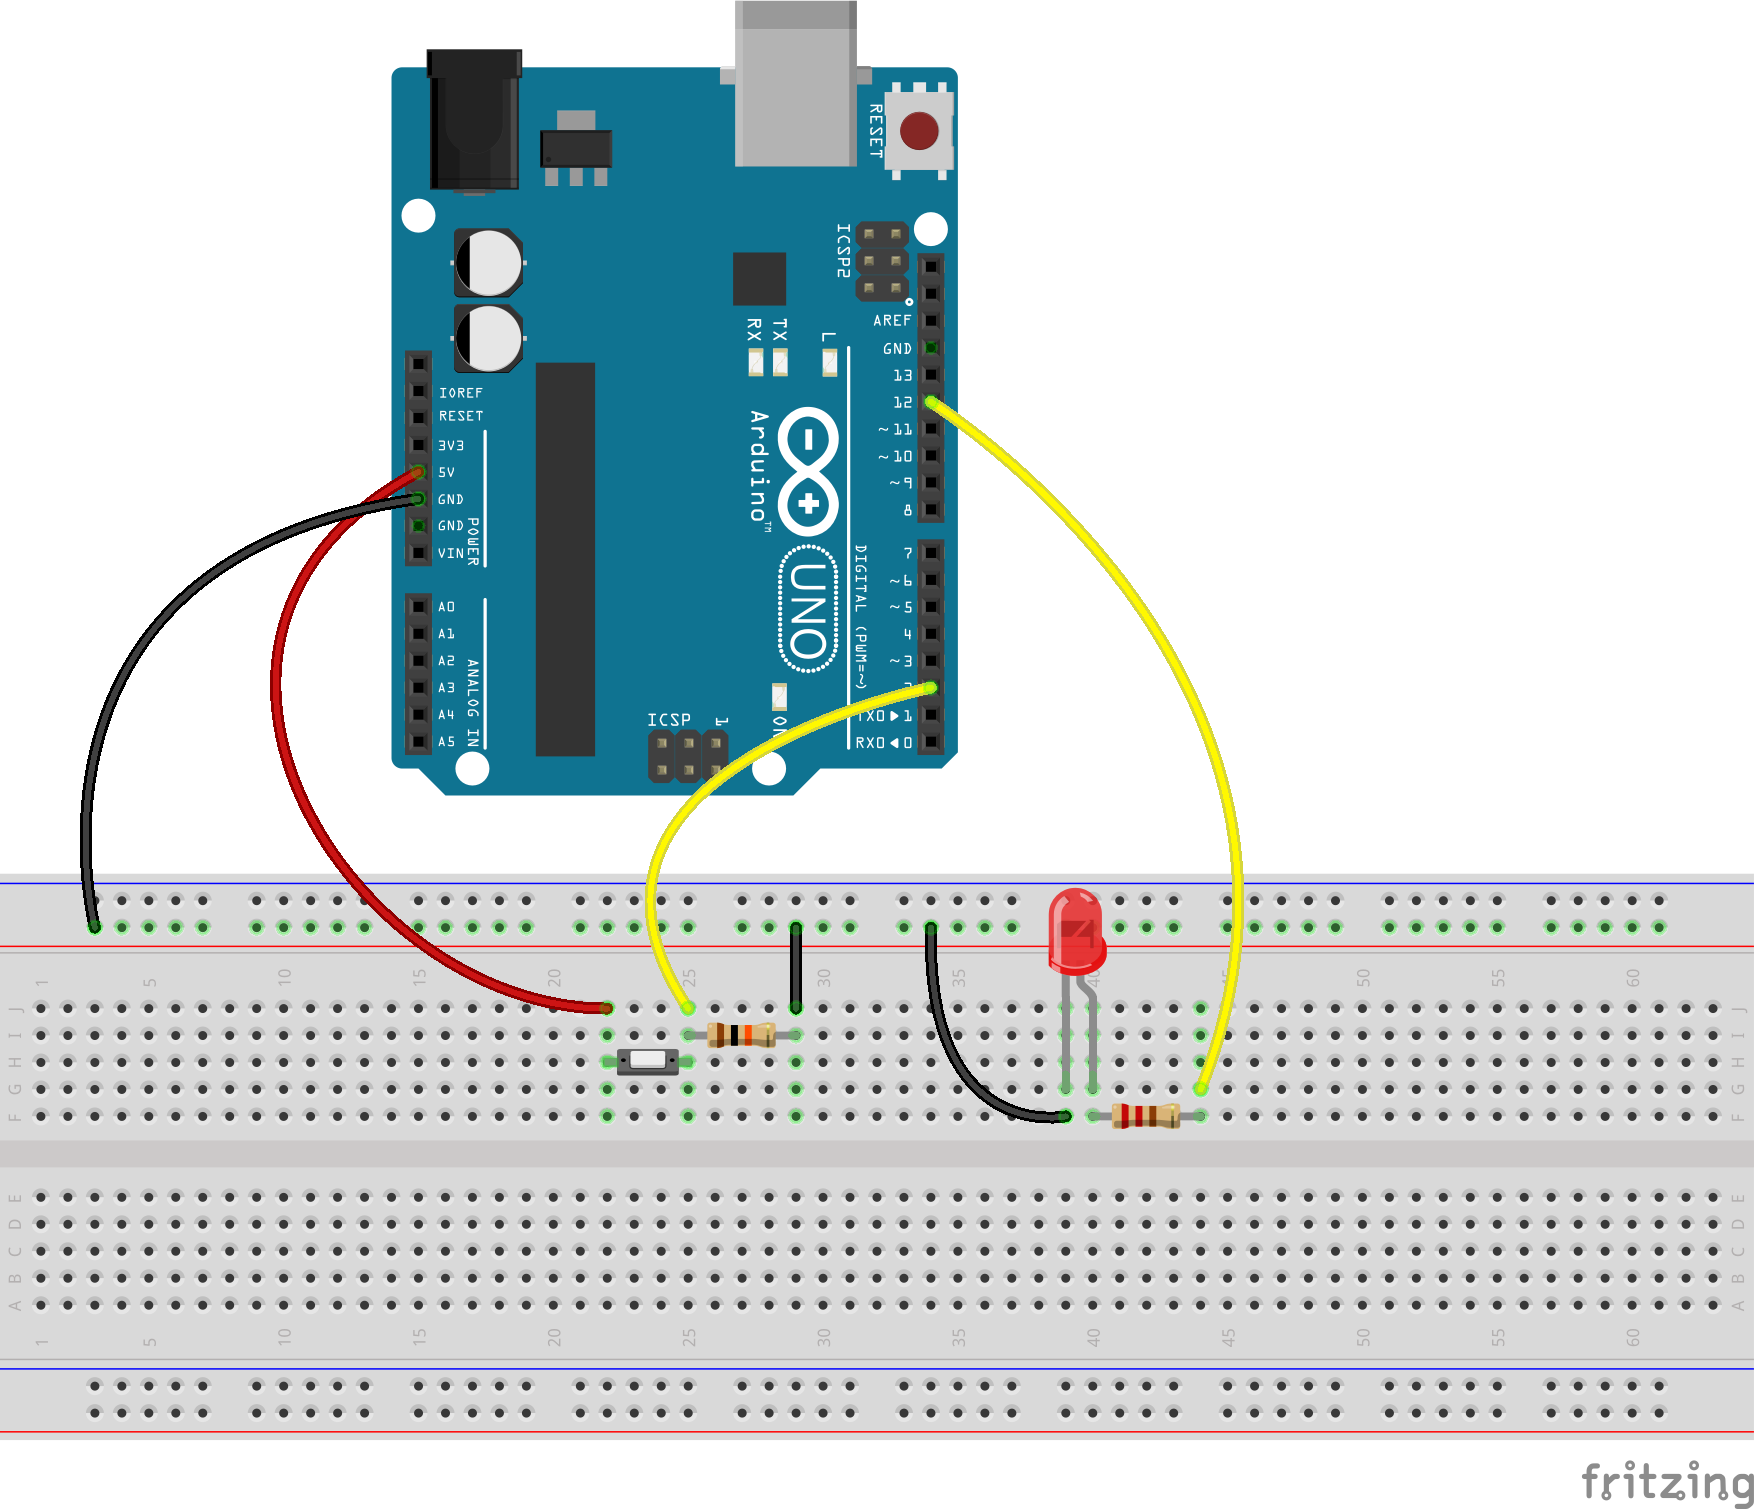 RESET
ICSP2
AREF
GND
13
12
~11
~10
~9
8
7
~6
~5
4
~3
TX0▶1
RX0◀0
RX
TX
L
IOREF
RESET
3V3
5V
GND
GND
VIN
POWER
A0
A1
A2
A3
A4
A5
ANALOG IN
Arduino™
UNO
DIGITAL (PWM=~)
ICSP
1
1 5 10 15 20 25 30 35 40 45 50 55 60
J J
I I
H H
G G
F F
E E
D D
C C
B B
A A
1 5 10 15 20 25 30 35 40 45 50 55 60
fritzing